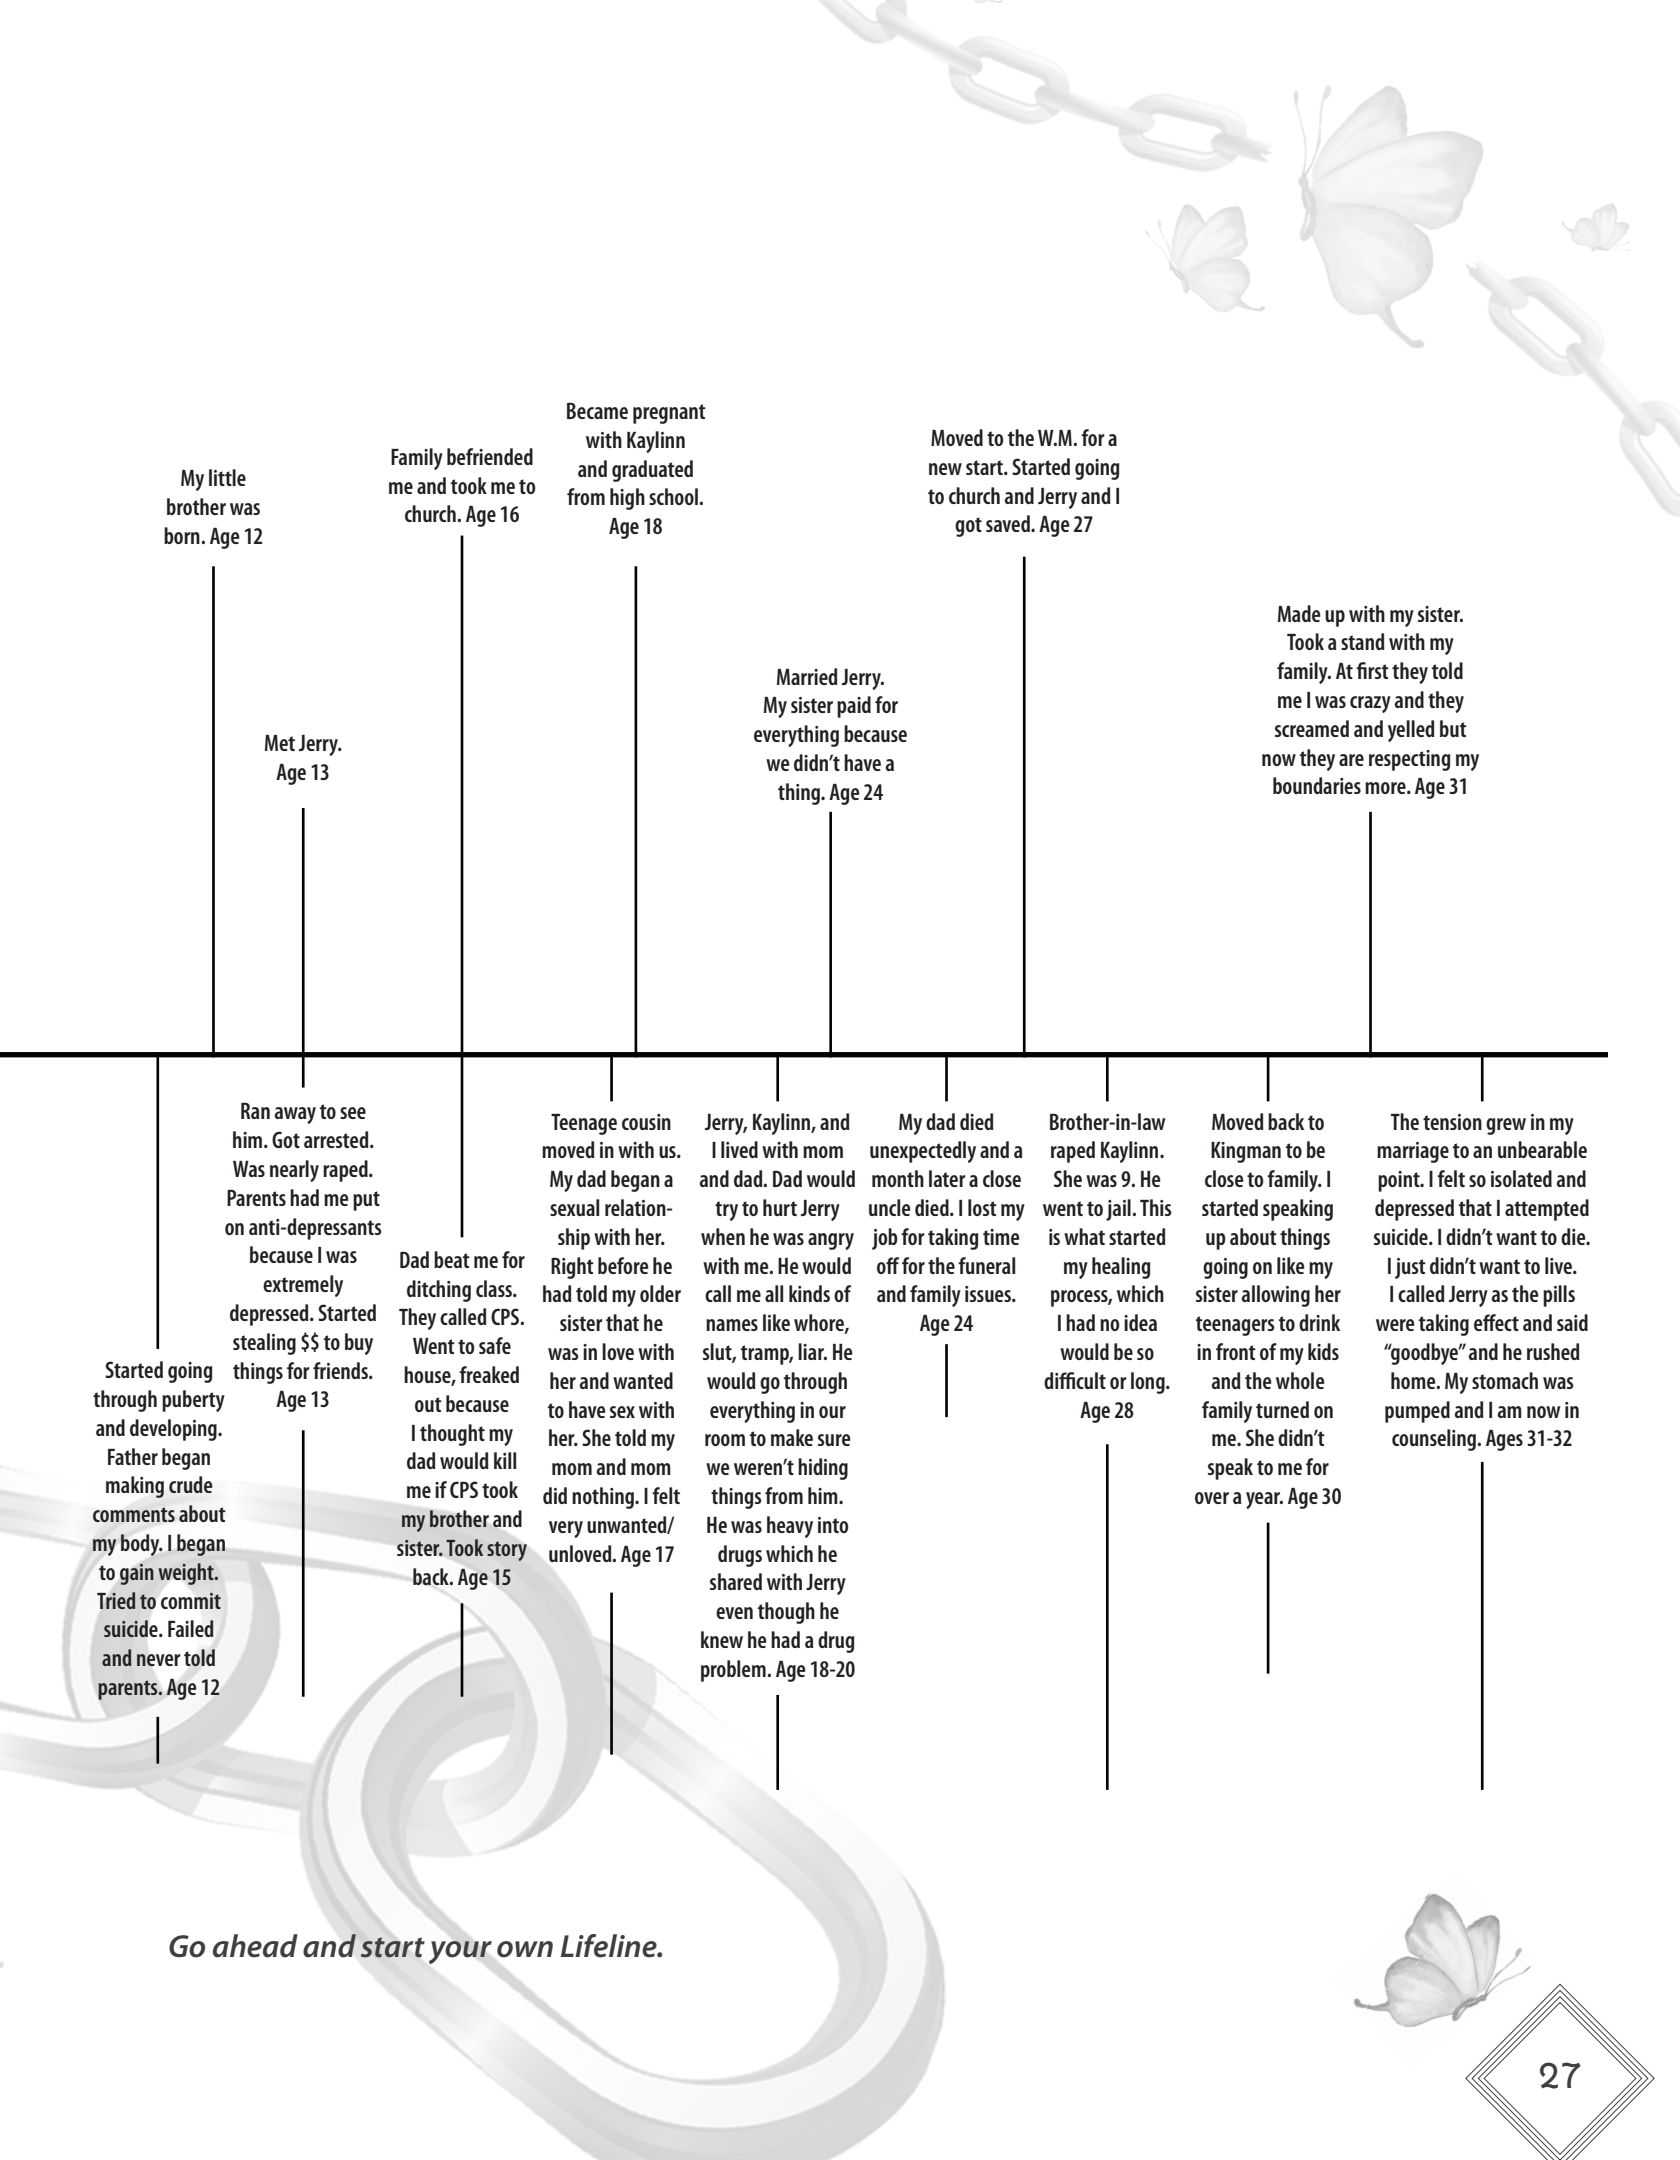 My little
brother was
born. Age 12
Met Jerry.
Age 13
Family befriended
me and took me to
church. Age 16
Became pregnant
with Kaylinn
and graduated
from high school.
Age 18
Married Jerry.
My sister paid for
everything because
we didn’t have a
thing. Age 24
Moved to the W.M. for a
new start. Started going
to church and Jerry and I
got saved. Age 27
Made up with my sister.
Took a stand with my
family. At first they told
me I was crazy and they
screamed and yelled but
now they are respecting my
boundaries more. Age 31
Started going
through puberty
and developing.
Father began
making crude
comments about
my body. I began
to gain weight.
Tried to commit
suicide. Failed
and never told
parents. Age 12
Ran away to see
him. Got arrested.
Was nearly raped.
Parents had me put
on anti-depressants
because I was
extremely
depressed. Started
stealing $$ to buy
things for friends.
Age 13
Dad beat me for
ditching class.
They called CPS.
Went to safe
house, freaked
out because
I thought my
dad would kill
me if CPS took
my brother and
sister. Took story
back. Age 15
Teenage cousin
moved in with us.
My dad began a
sexual relation-
ship with her.
Right before he
had told my older
sister that he
was in love with
her and wanted
to have sex with
her. She told my
mom and mom
did nothing. I felt
very unwanted/
unloved. Age 17
Jerry, Kaylinn, and
I lived with mom
and dad. Dad would
try to hurt Jerry
when he was angry
with me. He would
call me all kinds of
names like whore,
slut, tramp, liar. He
would go through
everything in our
room to make sure
we weren’t hiding
things from him.
He was heavy into
drugs which he
shared with Jerry
even though he
knew he had a drug
problem. Age 18-20
My dad died
unexpectedly and a
month later a close
uncle died. I lost my
job for taking time
off for the funeral
and family issues.
Age 24
Brother-in-law
raped Kaylinn.
She was 9. He
went to jail. This
is what started
my healing
process, which
I had no idea
would be so
difficult or long.
Age 28
Moved back to
Kingman to be
close to family. I
started speaking
up about things
going on like my
sister allowing her
teenagers to drink
in front of my kids
and the whole
family turned on
me. She didn’t
speak to me for
over a year. Age 30
The tension grew in my
marriage to an unbearable
point. I felt so isolated and
depressed that I attempted
suicide. I didn’t want to die.
I just didn’t want to live.
I called Jerry as the pills
were taking effect and said
“goodbye” and he rushed
home. My stomach was
pumped and I am now in
counseling. Ages 31-32
Go ahead and start your own Lifeline.
27